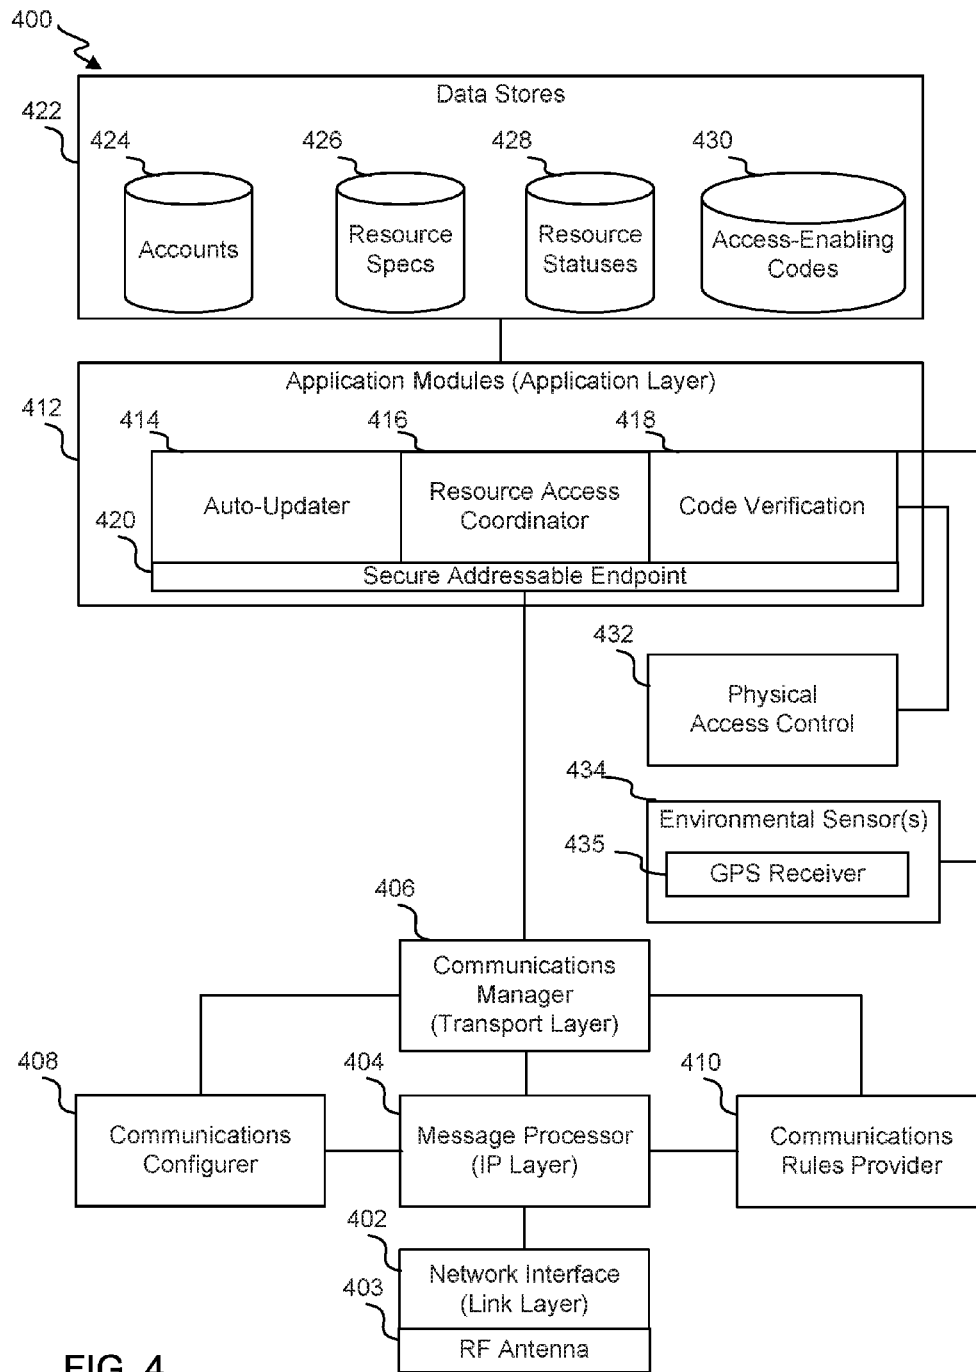 400
Data Stores
422
424
426
428
430
Accounts
Resource
Specs
Resource
Statuses
Access-Enabling
Codes
Application Modules (Application Layer)
412
414
416
418
Auto-Updater
Resource Access
Coordinator
Code Verification
420
Secure Addressable Endpoint
432
Physical
Access Control
434
Environmental Sensor(s)
435
GPS Receiver
406
Communications
Manager
(Transport Layer)
408
404
410
Communications
Configurer
Message Processor
(IP Layer)
Communications
Rules Provider
402
Network Interface
(Link Layer)
403
RF Antenna
FIG. 4